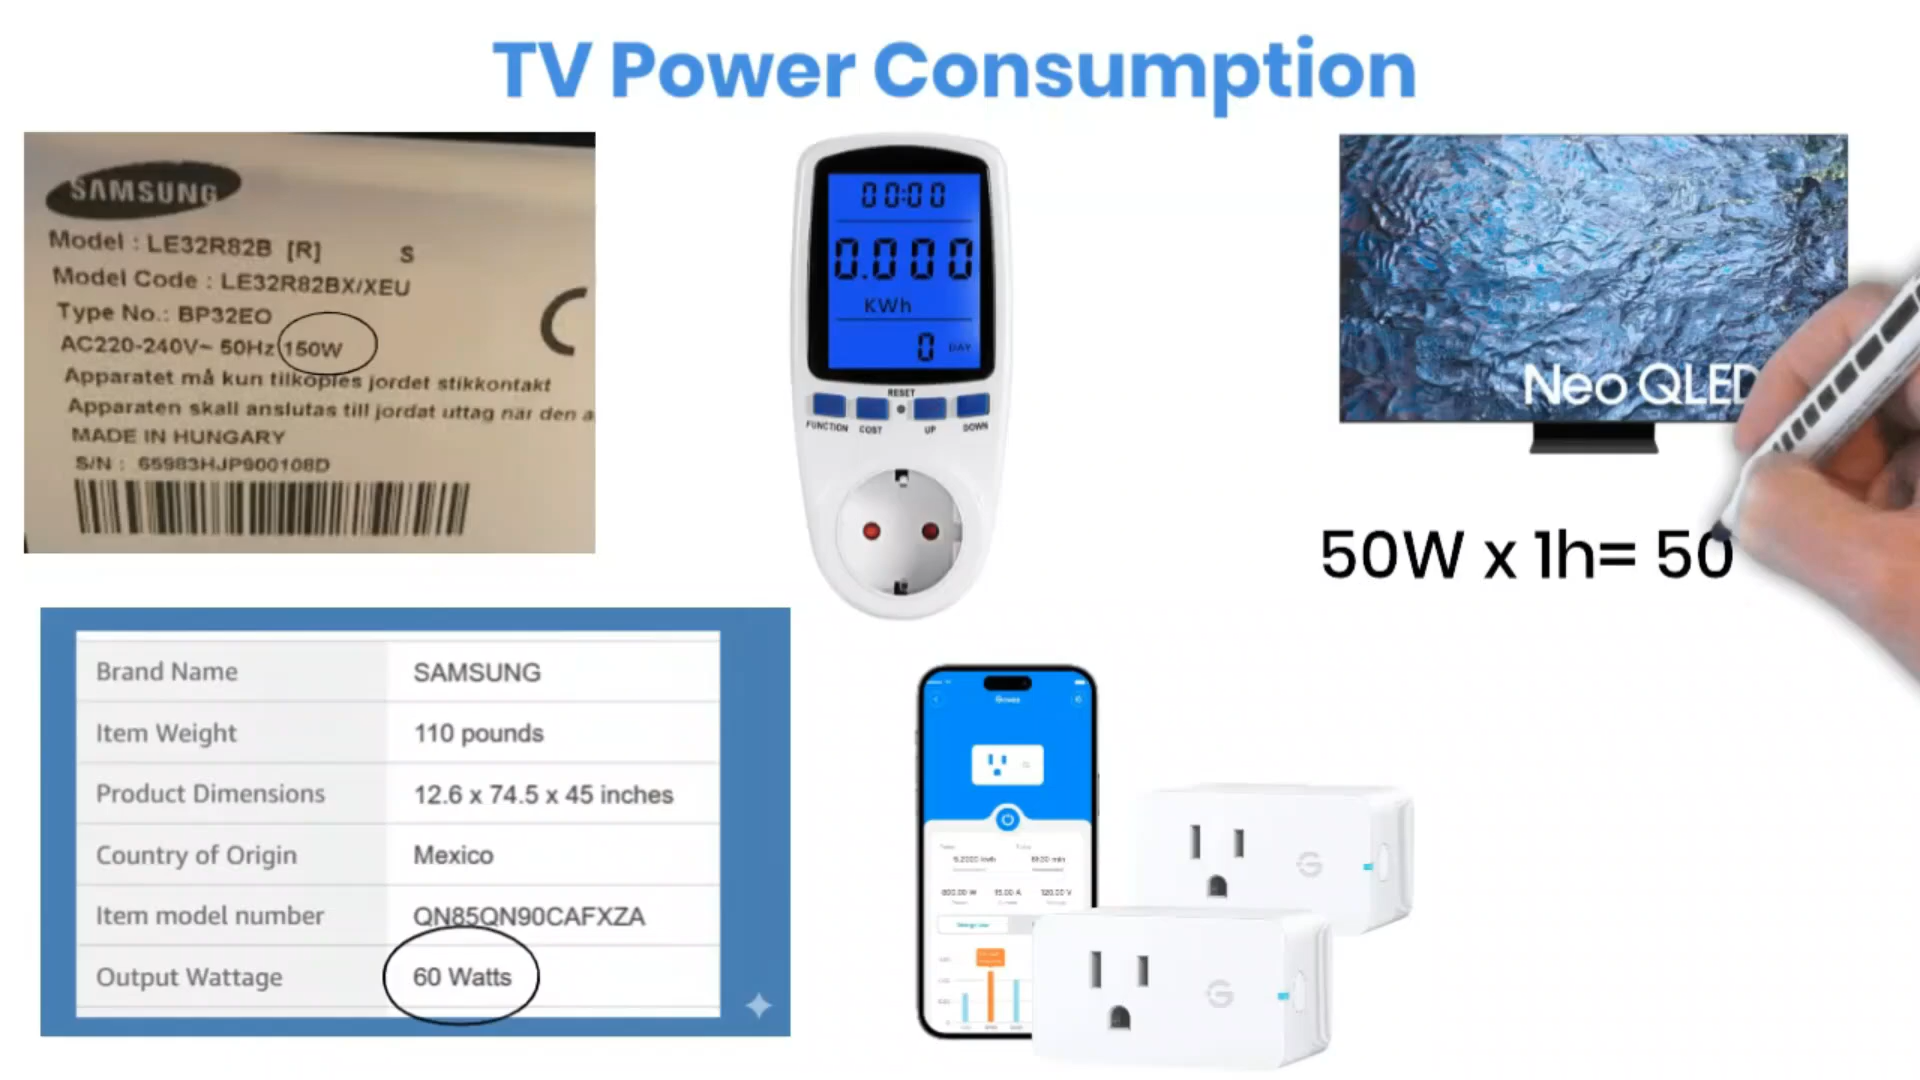 TV Power Consumption
SAMSUNG
Model : LE32R82B [R] S
Model Code : LE32R82BX/XEU
Type No.: BP32EO
AC220-240V~ 50Hz 150W
Apparatet må kun tilkoples jordet stikkontakt
Apparaten skall anslutas till jordat uttag när den a
MADE IN HUNGARY
S/N : 65983HJP900108D
00:00
0.000
KWh
0 DAY
RESET
FUNCTION COST UP DOWN
Neo QLED
50W x 1h= 50
Brand Name SAMSUNG
Item Weight 110 pounds
Product Dimensions 12.6 x 74.5 x 45 inches
Country of Origin Mexico
Item model number QN85QN90CAFXZA
Output Wattage 60 Watts
Govee